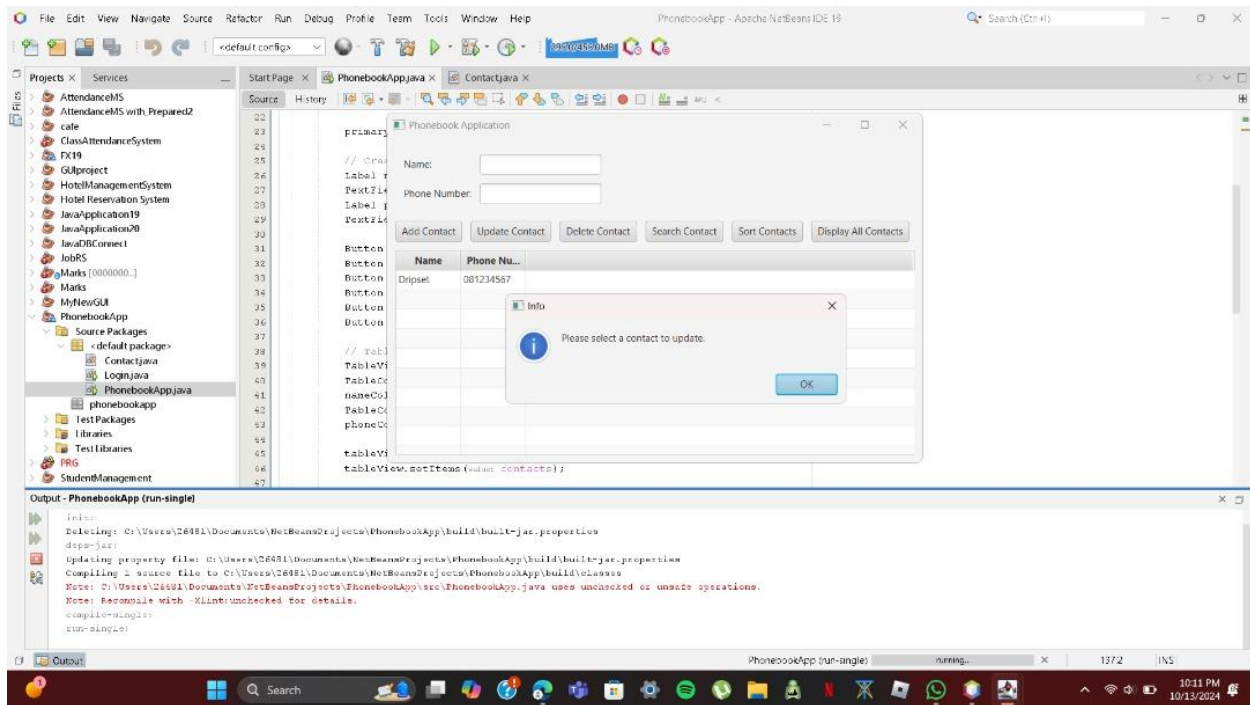 File Edit View Navigate Source Refactor Run Debug Profile Team Tools Window Help
PhonebookApp - Apache NetBeans IDE 19
Search (Ctrl+I)
<default config>
Projects Services
Start Page PhonebookApp.java Contact.java
Files
Source History
AttendanceMS
AttendanceMS with_Prepared2
cafe
ClassAttendanceSystem
FX19
GUIproject
HotelManagementSystem
Hotel Reservation System
JavaApplication19
JavaApplication20
JavaDBConnect
JobRS
Marks [0000000..]
Marks
MyNewGUI
PhonebookApp
Source Packages
<default package>
Contact.java
Login.java
PhonebookApp.java
phonebookapp
Test Packages
Libraries
Test Libraries
PRG
StudentManagement
22
23 primary
24
25 // Crea
26 Label n
27 TextFie
28 Label p
29 TextFie
30
31 Button
32 Button
33 Button
34 Button
35 Button
36 Button
37
38 // Tabl
39 TableVi
40 TableCo
41 nameCol
42 TableCo
43 phoneCo
44
45 tableVi
46 tableView.setItems(value: contacts);
47
Phonebook Application
Name:
Phone Number:
Add Contact Update Contact Delete Contact Search Contact Sort Contacts Display All Contacts
Name Phone Nu...
Dripset 081234567
Info
Please select a contact to update.
OK
Output - PhonebookApp (run-single)
init:
Deleting: C:\Users\26481\Documents\NetBeansProjects\PhonebookApp\build\built-jar.properties
deps-jar:
Updating property file: C:\Users\26481\Documents\NetBeansProjects\PhonebookApp\build\built-jar.properties
Compiling 1 source file to C:\Users\26481\Documents\NetBeansProjects\PhonebookApp\build\classes
Note: C:\Users\26481\Documents\NetBeansProjects\PhonebookApp\src\PhonebookApp.java uses unchecked or unsafe operations.
Note: Recompile with -Xlint:unchecked for details.
compile-single:
run-single:
Output
PhonebookApp (run-single) running... 137:2 INS
1
Search
10:11 PM
10/13/2024